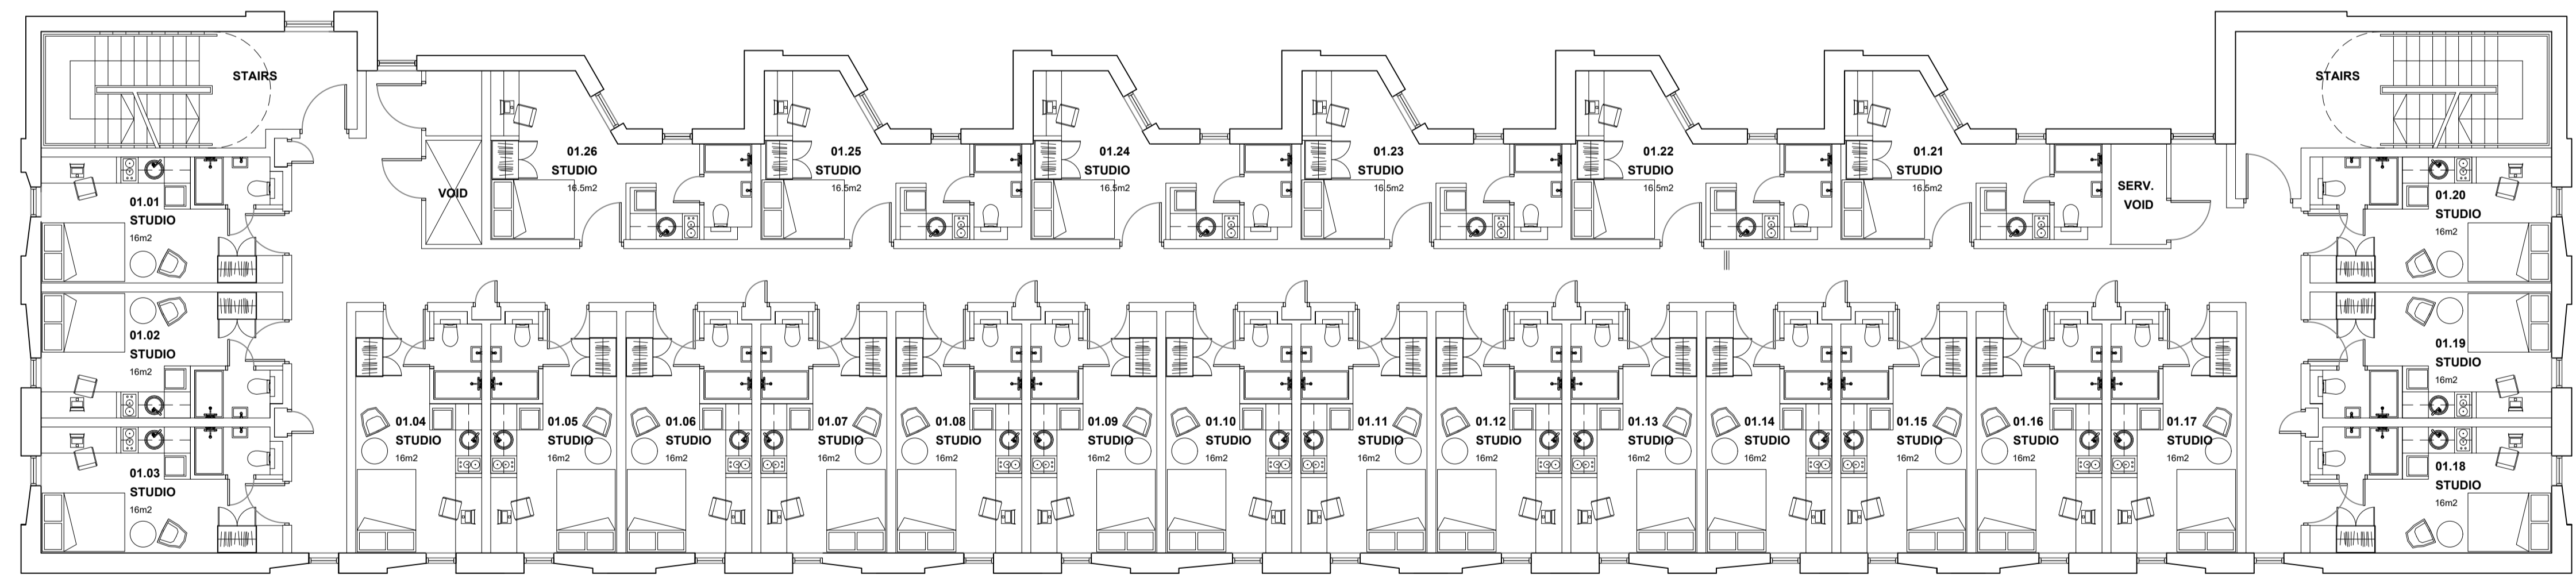 STAIRS
STAIRS
01.26
STUDIO
16.5m2
01.25
STUDIO
16.5m2
01.24
STUDIO
16.5m2
01.23
STUDIO
16.5m2
01.22
STUDIO
16.5m2
01.21
STUDIO
16.5m2
VOID
SERV.
VOID
01.01
STUDIO
16m2
01.20
STUDIO
16m2
01.02
STUDIO
16m2
01.19
STUDIO
16m2
01.03
STUDIO
16m2
01.04
STUDIO
16m2
01.05
STUDIO
16m2
01.06
STUDIO
16m2
01.07
STUDIO
16m2
01.08
STUDIO
16m2
01.09
STUDIO
16m2
01.10
STUDIO
16m2
01.11
STUDIO
16m2
01.12
STUDIO
16m2
01.13
STUDIO
16m2
01.14
STUDIO
16m2
01.15
STUDIO
16m2
01.16
STUDIO
16m2
01.17
STUDIO
16m2
01.18
STUDIO
16m2